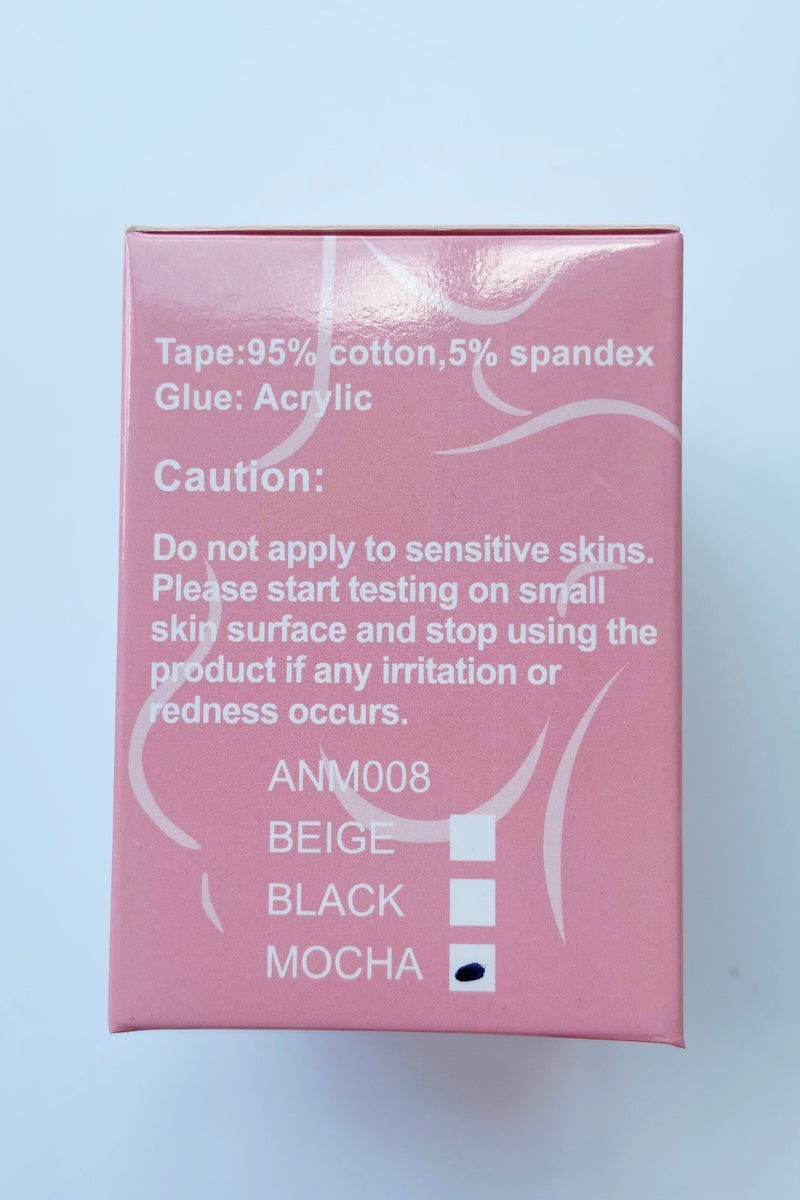 Tape:95% cotton,5% spandex
Glue: Acrylic
Caution:
Do not apply to sensitive skins.
Please start testing on small
skin surface and stop using the
product if any irritation or
redness occurs.
ANM008
BEIGE
BLACK
MOCHA